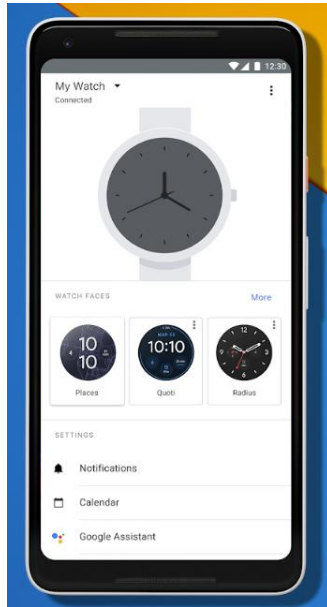 12:30
My Watch
Connected
WATCH FACES
More
10
10
Places
10:10
Quoti
12
Radius
SETTINGS
Notifications
Calendar
Google Assistant